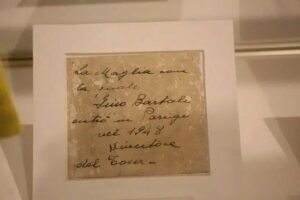 La Maglia con
la quale
Gino Bartali
entrò in Parigi
nel 1948
Vincitore
del Tour